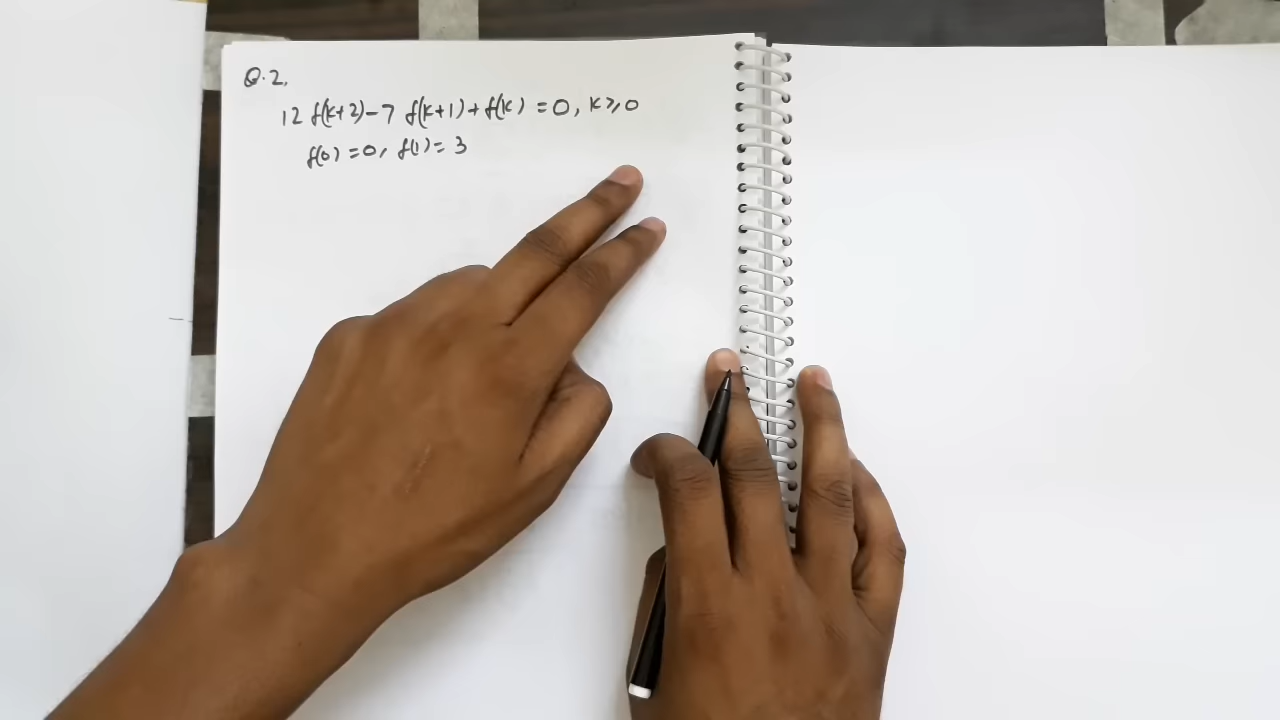 Q.2.
12 f(k+2)-7 f(k+1)+f(k) =0, k≥0
f(0) =0, f(1)= 3